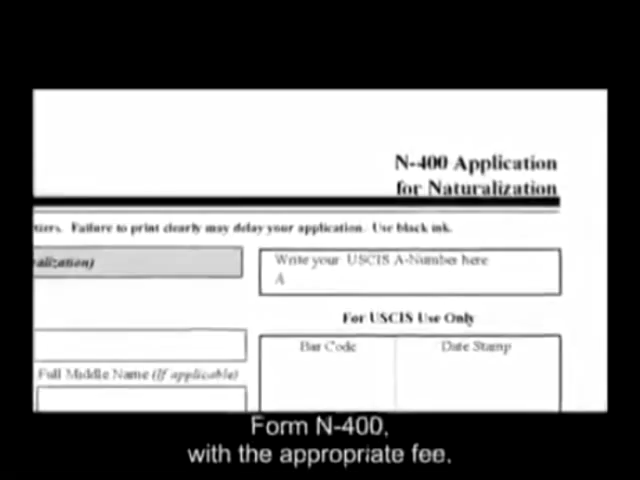 N-400 Application
for Naturalization
Failure to print clearly may delay your application. Use black ink.
alization)
Write your USCIS A-Number here
A
For USCIS Use Only
Bar Code
Date Stamp
Full Middle Name (If applicable)
Form N-400,
with the appropriate fee.